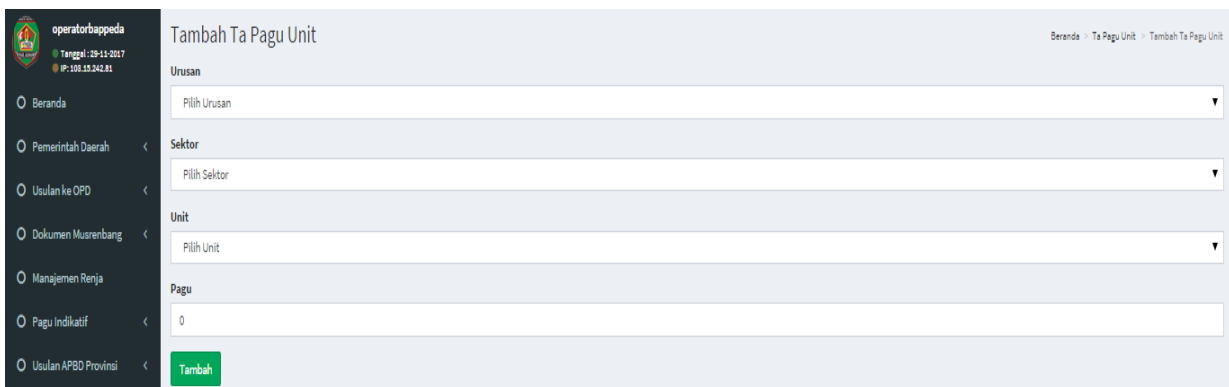 operatorbappeda
Tanggal : 29-11-2017
IP: 103.15.242.81
Beranda
Pemerintah Daerah
Usulan ke OPD
Dokumen Musrenbang
Manajemen Renja
Pagu Indikatif
Usulan APBD Provinsi
Tambah Ta Pagu Unit
Beranda > Ta Pagu Unit > Tambah Ta Pagu Unit
Urusan
Pilih Urusan
Sektor
Pilih Sektor
Unit
Pilih Unit
Pagu
0
Tambah